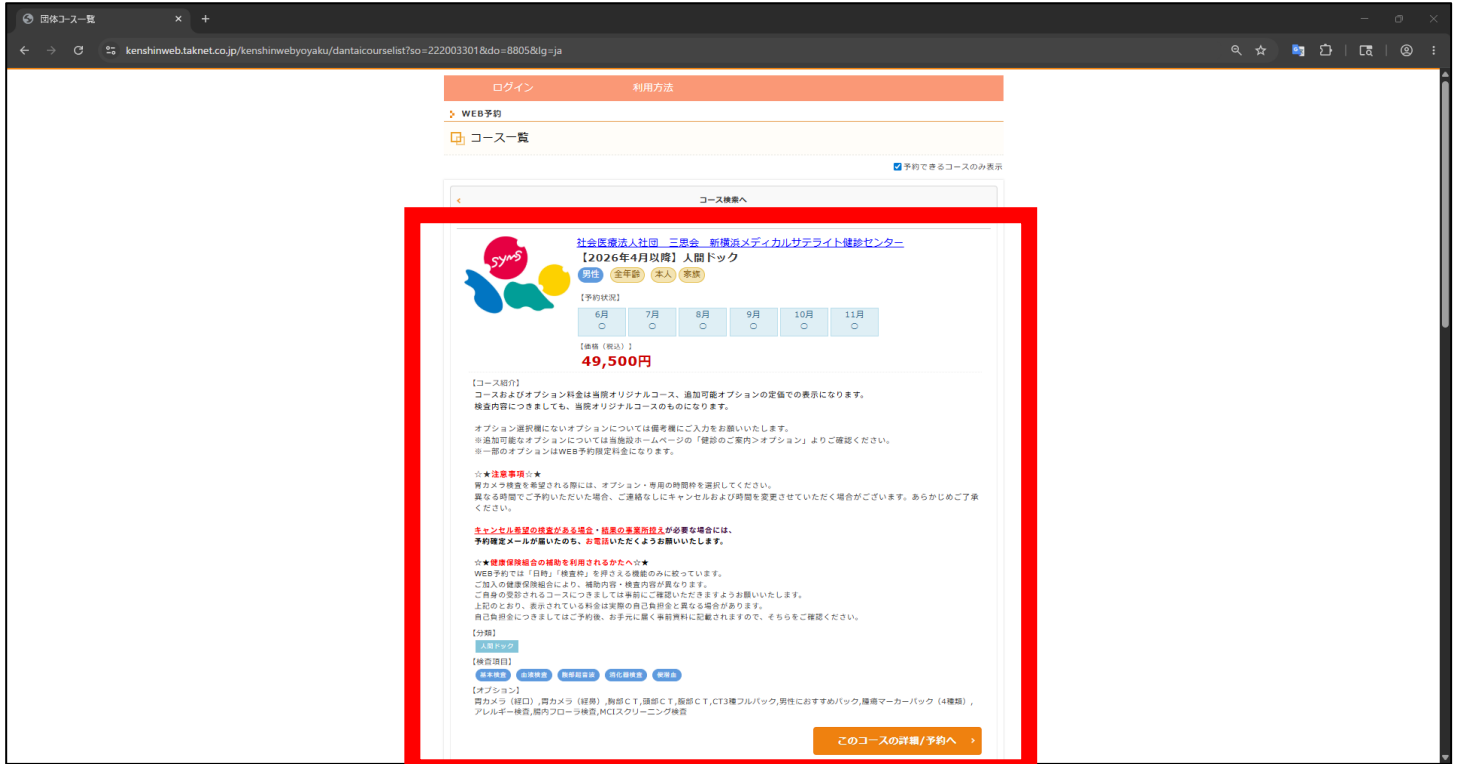 団体コース一覧
kenshinweb.taknet.co.jp/kenshinwebyoyaku/dantaicourselist?so=222003301&do=8805&lg=ja
ログイン 利用方法
WEB予約
コース一覧
予約できるコースのみ表示
コース検索へ
syms
社会医療法人社団 三思会 新横浜メディカルサテライト健診センター
【2026年4月以降】人間ドック
男性 全年齢 本人 家族
【予約状況】
6月 7月 8月 9月 10月 11月
○ ○ ○ ○ ○ ○
【価格（税込）】
49,500円
【コース紹介】
コースおよびオプション料金は当院オリジナルコース、追加可能オプションの定価での表示になります。
検査内容につきましても、当院オリジナルコースのものになります。
オプション選択欄にないオプションについては備考欄にご入力をお願いいたします。
※追加可能なオプションについては当施設ホームページの「健診のご案内>オプション」よりご確認ください。
※一部のオプションはWEB予約限定料金になります。
☆★注意事項☆★
胃カメラ検査を希望される際には、オプション・専用の時間枠を選択してください。
異なる時間でご予約いただいた場合、ご連絡なしにキャンセルおよび時間を変更させていただく場合がございます。あらかじめご了承
ください。
キャンセル希望の検査がある場合・結果の事業所控えが必要な場合には、
予約確定メールが届いたのち、お電話いただくようお願いいたします。
☆★健康保険組合の補助を利用されるかたへ☆★
WEB予約では「日時」「検査枠」を押さえる機能のみに絞っています。
ご加入の健康保険組合により、補助内容・検査内容が異なります。
ご自身の受診されるコースにつきましては事前にご確認いただきますようお願いいたします。
上記のとおり、表示されている料金は実際の自己負担金と異なる場合があります。
自己負担金につきましてはご予約後、お手元に届く事前資料に記載されますので、そちらをご確認ください。
【分類】
人間ドック
【検査項目】
基本検査 血液検査 腹部超音波 消化器検査 便潜血
【オプション】
胃カメラ（経口）,胃カメラ（経鼻）,胸部ＣＴ,頭部ＣＴ,腹部ＣＴ,CT3種フルパック,男性におすすめパック,腫瘍マーカーパック（4種類）,
アレルギー検査,腸内フローラ検査,MCIスクリーニング検査
このコースの詳細/予約へ